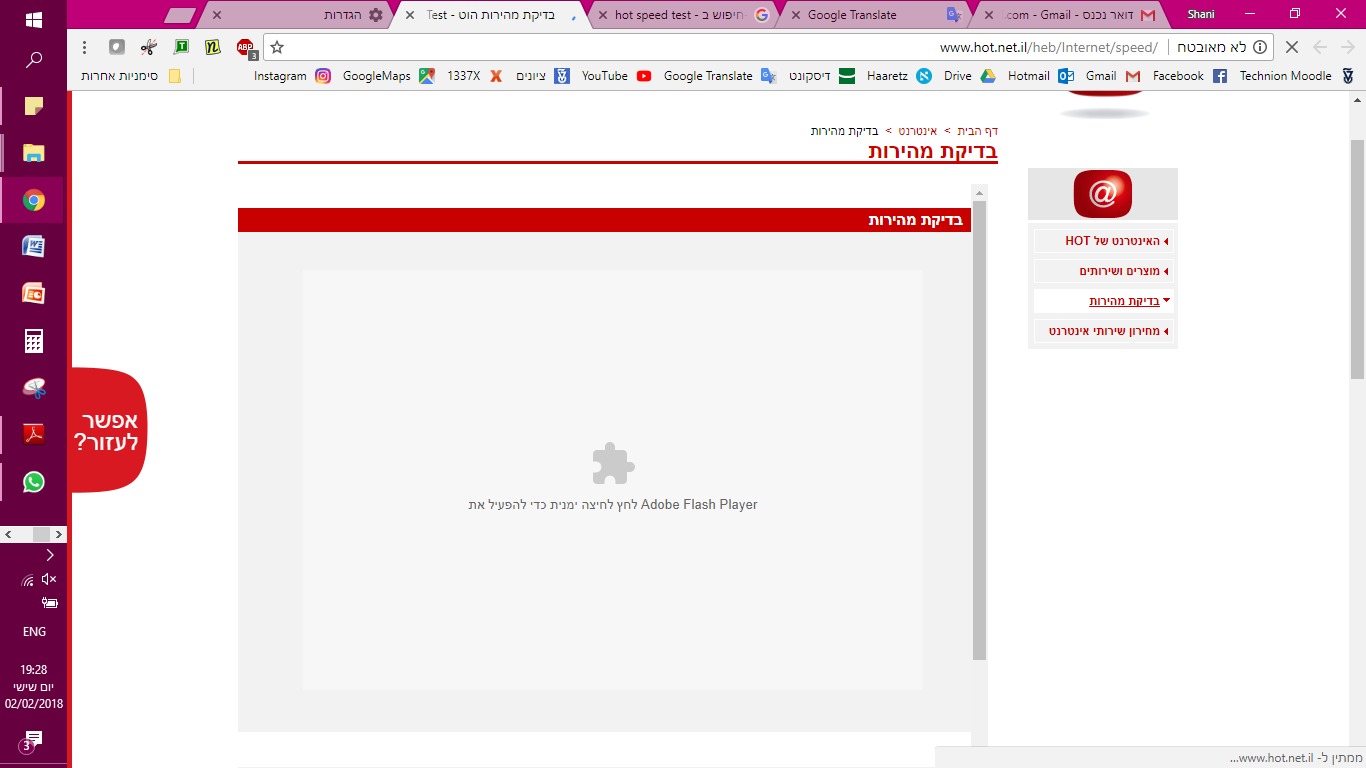 הגדרות
בדיקת מהירות הוט - Test
חיפוש ב - hot speed test
Google Translate
דואר נכנס - Gmail - com.
Shani
www.hot.net.il/heb/Internet/speed/
לא מאובטח
ABP
3
Technion Moodle
Facebook
Gmail
Hotmail
Drive
Haaretz
דיסקונט
Google Translate
YouTube
ציונים
1337X
GoogleMaps
Instagram
סימניות אחרות
דף הבית > אינטרנט > בדיקת מהירות
בדיקת מהירות
@
האינטרנט של HOT
מוצרים ושירותים
בדיקת מהירות
מחירון שירותי אינטרנט
בדיקת מהירות
לחץ לחיצה ימנית כדי להפעיל את Adobe Flash Player
אפשר
לעזור?
ENG
19:28
יום שישי
02/02/2018
3
ממתין ל- www.hot.net.il...